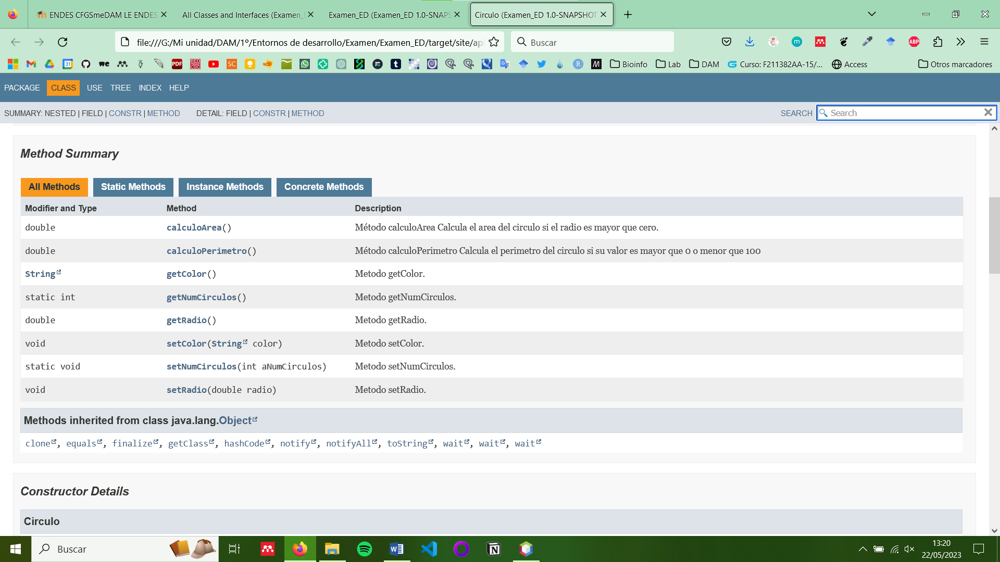 ENDES CFGSmeDAM LE ENDES
All Classes and Interfaces (Examen_E
Examen_ED (Examen_ED 1.0-SNAPS
Circulo (Examen_ED 1.0-SNAPSHOT
file:///G:/Mi unidad/DAM/1º/Entornos de desarrollo/Examen/Examen_ED/target/site/api
Buscar
Bioinfo
Lab
DAM
Curso: F211382AA-15/...
Access
Otros marcadores
PACKAGE CLASS USE TREE INDEX HELP
SUMMARY: NESTED | FIELD | CONSTR | METHOD DETAIL: FIELD | CONSTR | METHOD
SEARCH Search
Method Summary
All Methods Static Methods Instance Methods Concrete Methods
Modifier and Type Method Description
double calculoArea() Método calculoArea Calcula el area del circulo si el radio es mayor que cero.
double calculoPerimetro() Método calculoPerimetro Calcula el perimetro del circulo si su valor es mayor que 0 o menor que 100
String getColor() Metodo getColor.
static int getNumCirculos() Metodo getNumCirculos.
double getRadio() Metodo getRadio.
void setColor(String color) Metodo setColor.
static void setNumCirculos(int aNumCirculos) Metodo setNumCirculos.
void setRadio(double radio) Metodo setRadio.
Methods inherited from class java.lang.Object
clone, equals, finalize, getClass, hashCode, notify, notifyAll, toString, wait, wait, wait
Constructor Details
Circulo
Buscar
13:20
22/05/2023